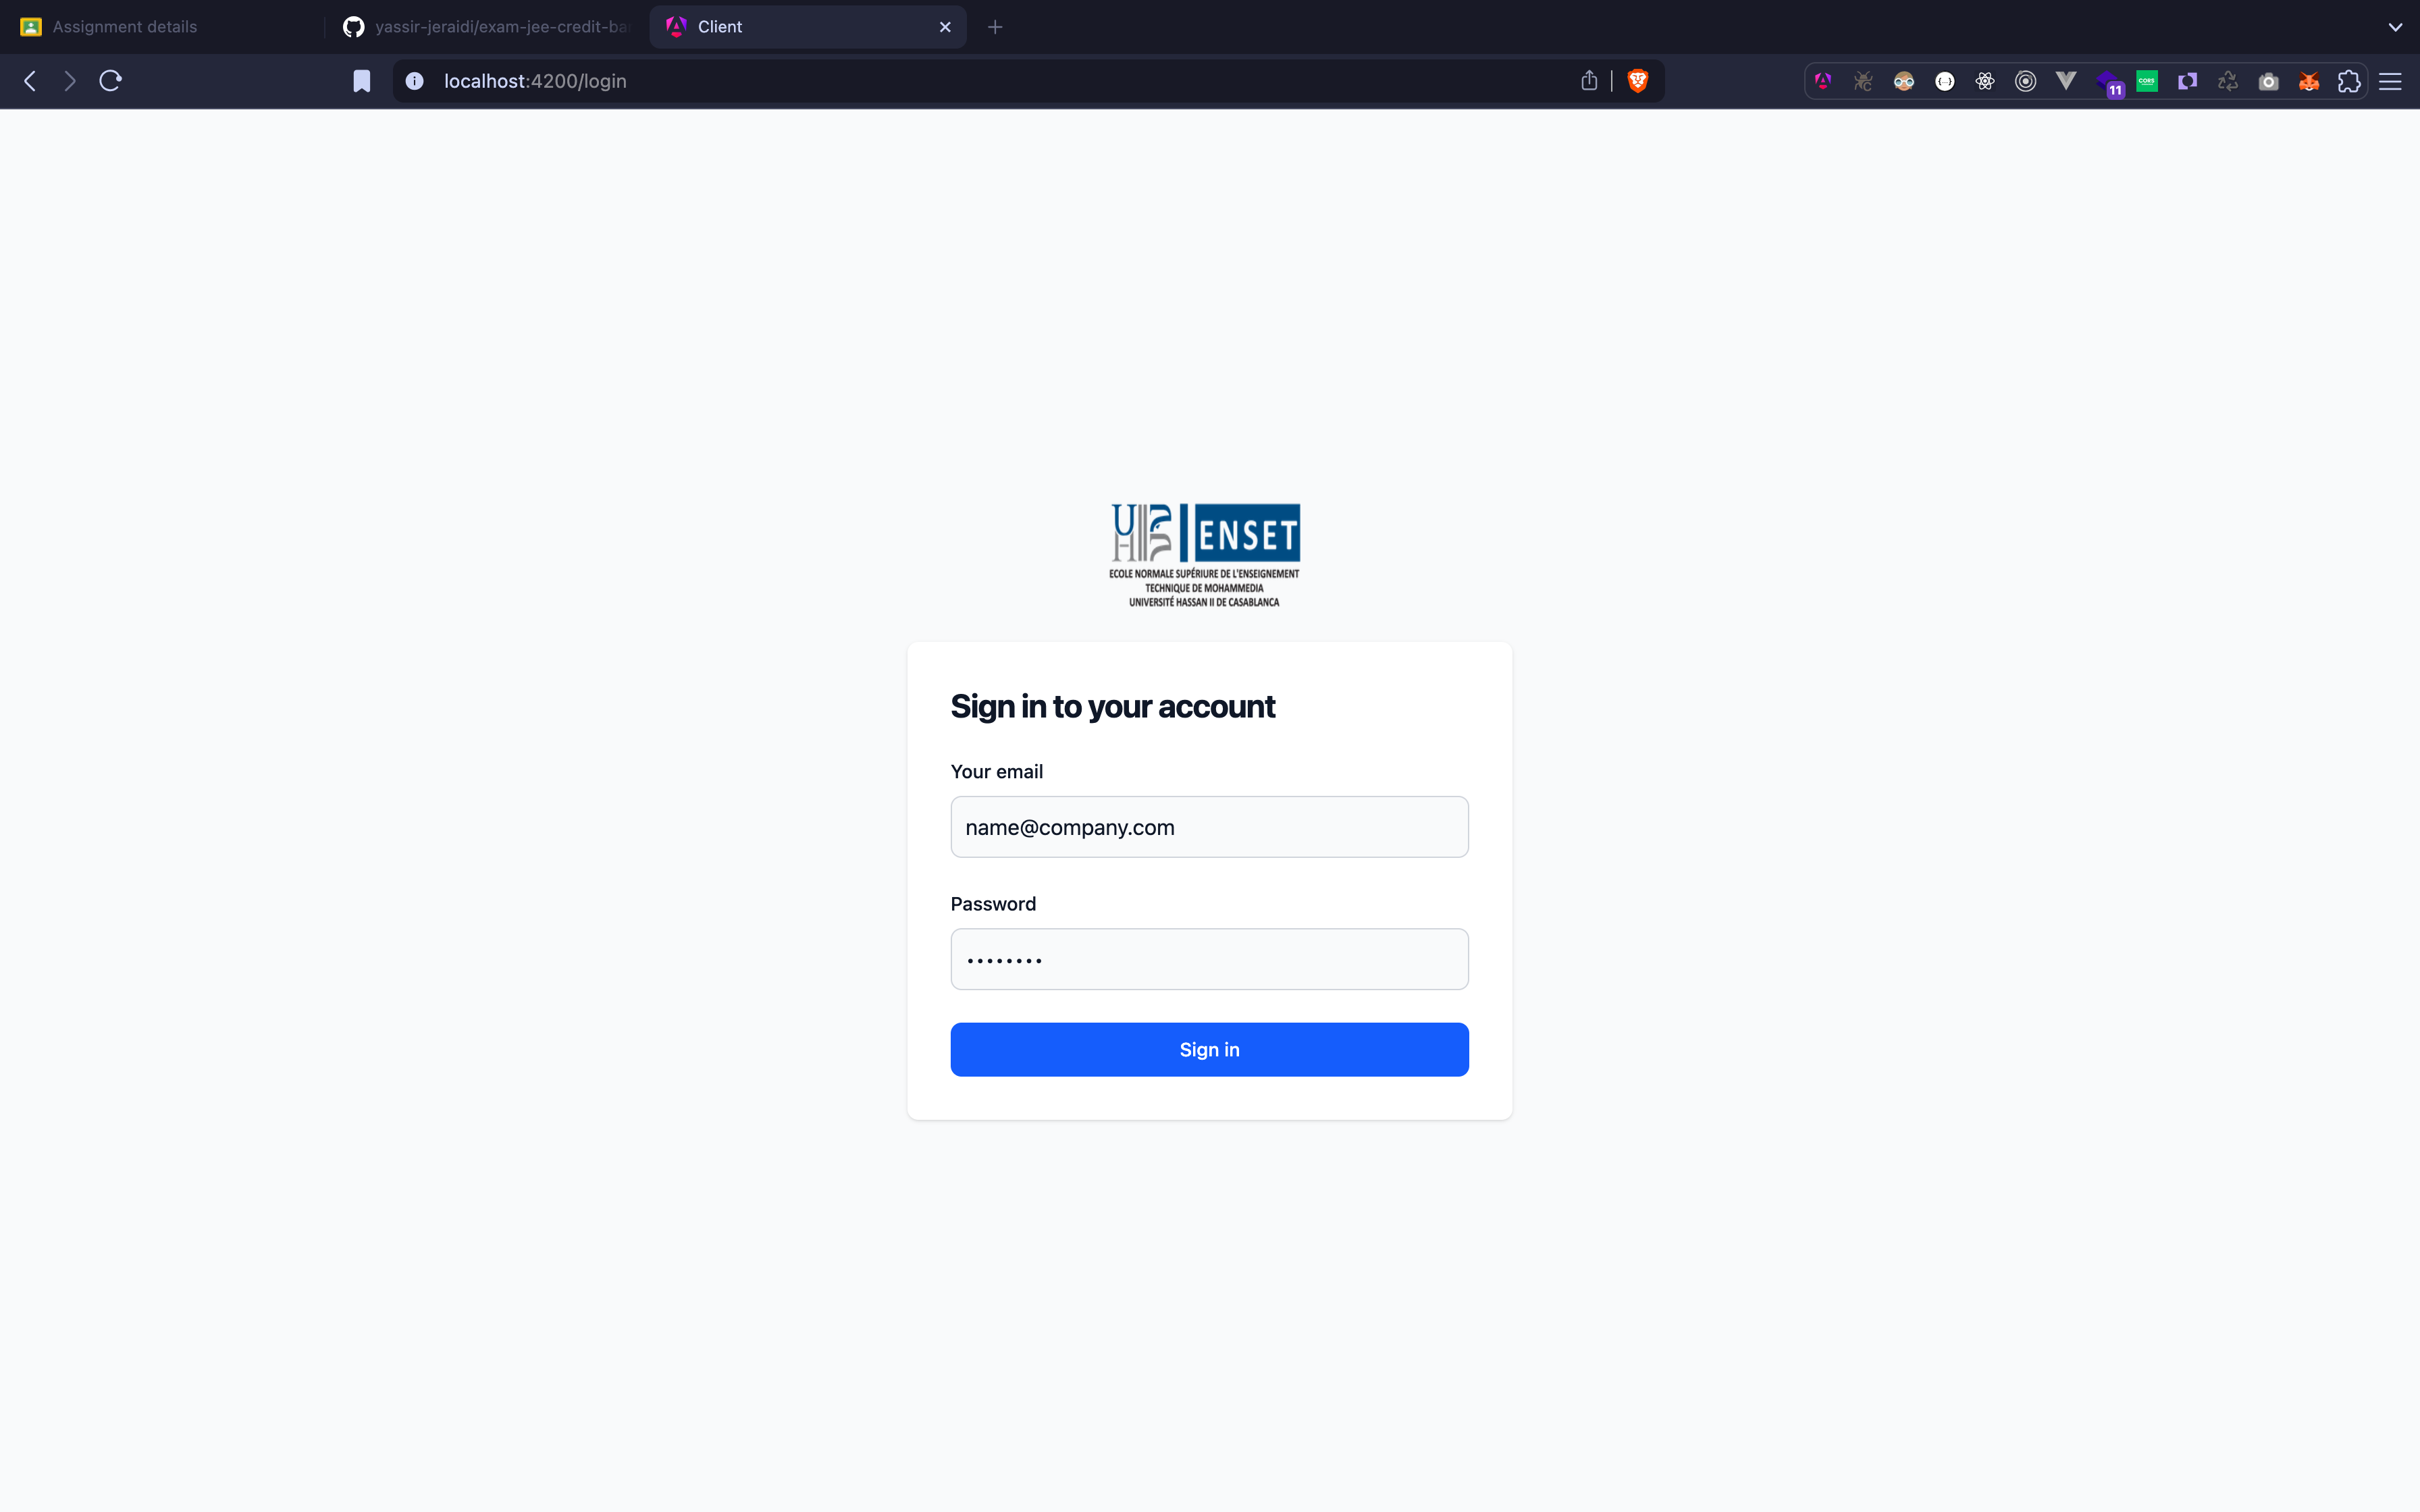 Assignment details
yassir-jeraidi/exam-jee-credit-ba
Client
localhost:4200/login
11
CORS
ENSET
ECOLE NORMALE SUPÉRIURE DE L'ENSEIGNEMENT
TECHNIQUE DE MOHAMMEDIA
UNIVERSITÉ HASSAN II DE CASABLANCA
Sign in to your account
Your email
name@company.com
Password
••••••••
Sign in